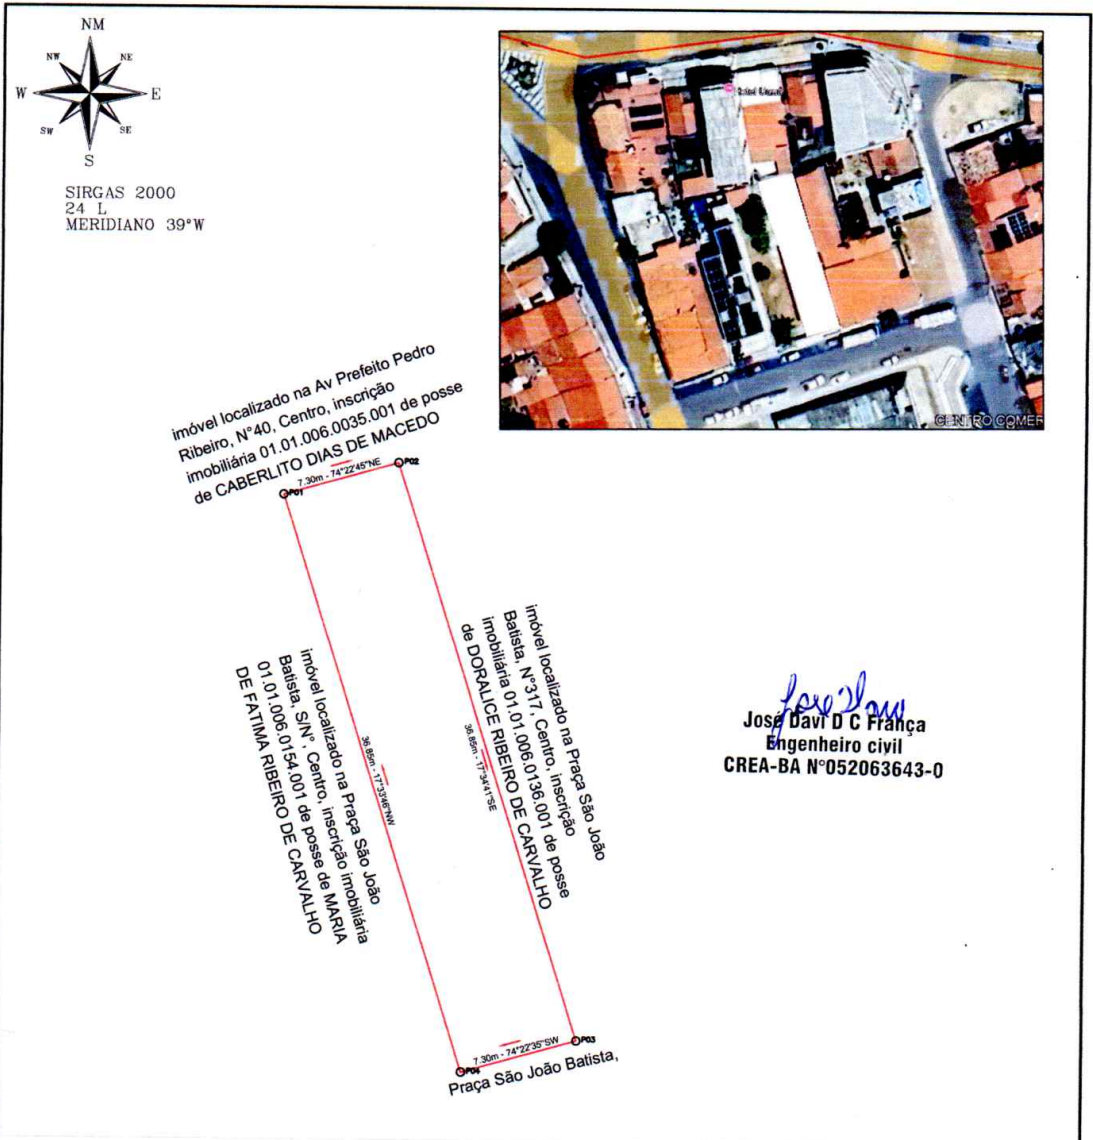 NM
NW
NE
W
E
SW
SE
S
SIRGAS 2000
24 L
MERIDIANO 39°W
CENTRO COMER
imóvel localizado na Av Prefeito Pedro
Ribeiro, N°40, Centro, inscrição
imobiliária 01.01.006.0035.001 de posse
de CABERLITO DIAS DE MACEDO
7.30m - 74°22'45"NE
P01
P02
imóvel localizado na Praça São João
Batista, N°317, Centro, inscrição
imobiliária 01.01.006.0136.001 de posse
de DORALICE RIBEIRO DE CARVALHO
36.85m - 17°34'41"SE
36.85m - 17°33'46"NW
imóvel localizado na Praça São João
Batista, S/N°, Centro, inscrição imobiliária
01.01.006.0154.001 de posse de MARIA
DE FATIMA RIBEIRO DE CARVALHO
José Davi
José Davi D C França
Engenheiro civil
CREA-BA N°052063643-0
7.30m - 74°22'35"SW
P03
P04
Praça São João Batista,